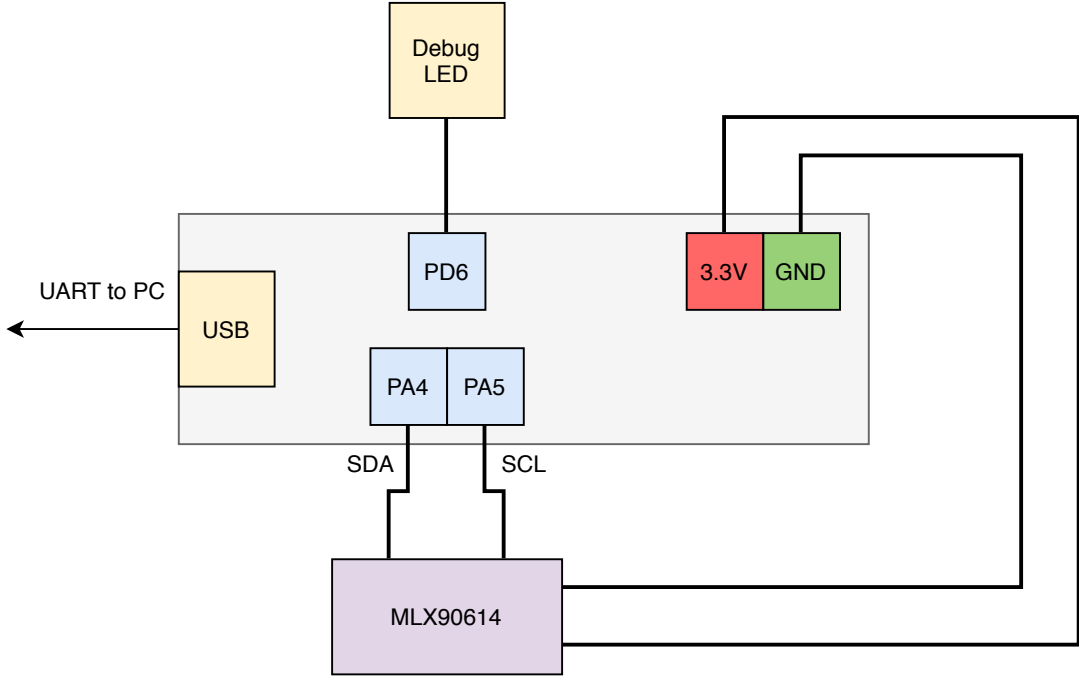 Debug
LED
PD6
3.3V
GND
UART to PC
USB
PA4
PA5
SDA
SCL
MLX90614